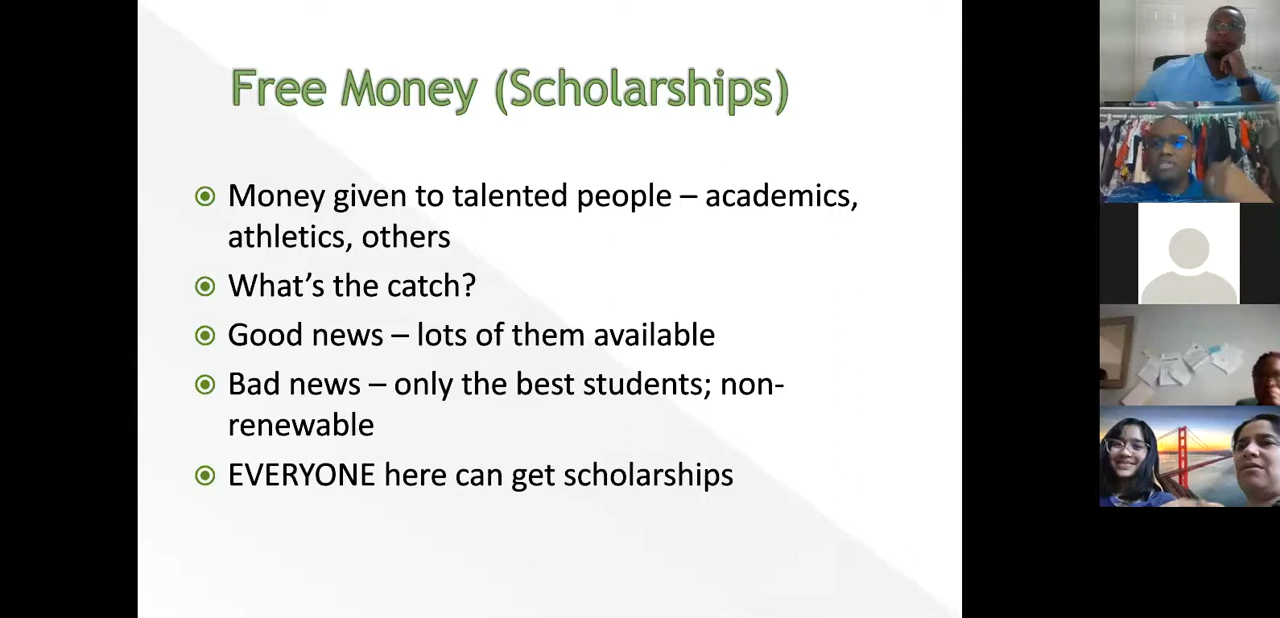 Free Money (Scholarships)
Money given to talented people – academics,
athletics, others
What's the catch?
Good news – lots of them available
Bad news – only the best students; non-
renewable
EVERYONE here can get scholarships